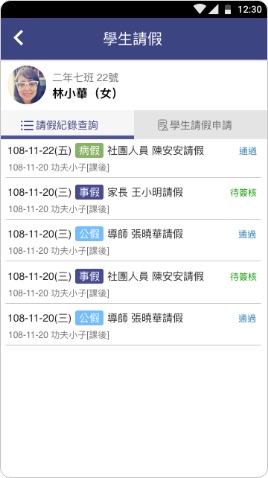 12:30
學生請假
二年七班 22號
林小華（女）
請假紀錄查詢
學生請假申請
108-11-22(五) 病假 社團人員 陳安安請假 通過
108-11-20 功夫小子[課後]
108-11-20(三) 事假 家長 王小明請假 待簽核
108-11-20 功夫小子[課後]
108-11-20(三) 公假 導師 張曉華請假 通過
108-11-20 功夫小子[課後]
108-11-20(三) 事假 社團人員 陳安安請假 待簽核
108-11-20 功夫小子[課後]
108-11-20(三) 公假 導師 張曉華請假 通過
108-11-20 功夫小子[課後]